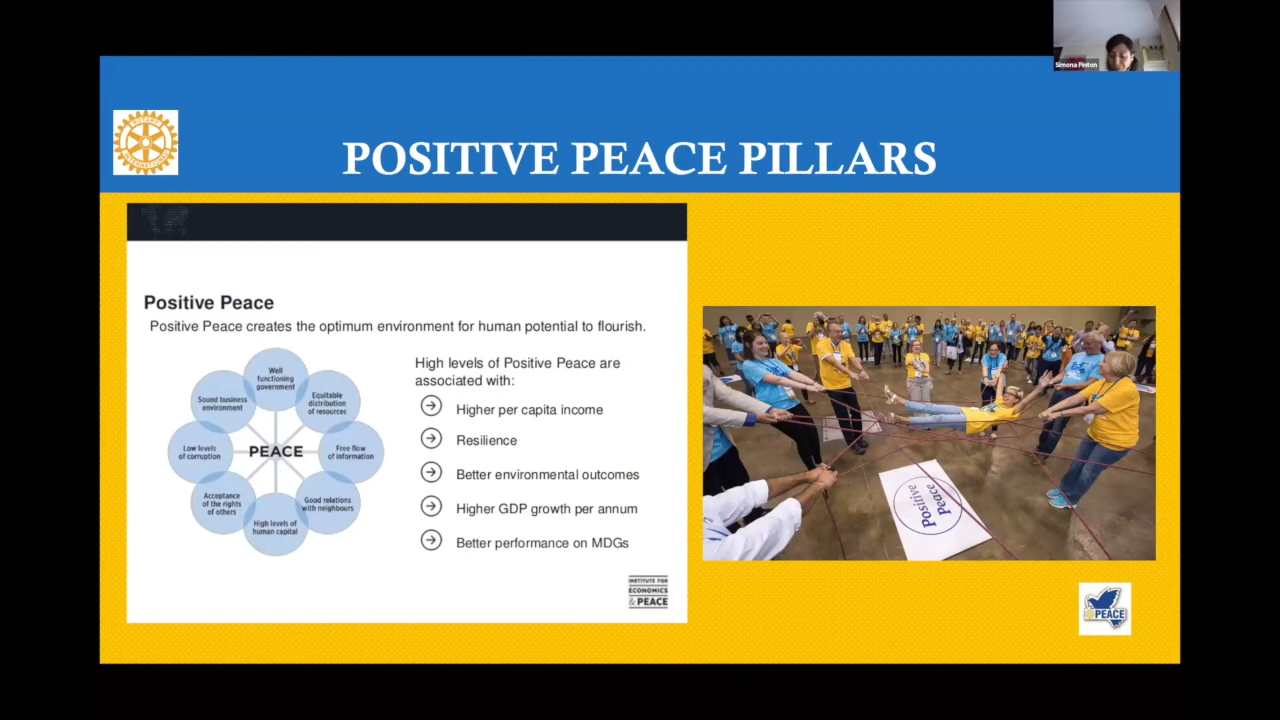 Simona Pinton
ROTARY
INTERNATIONAL
POSITIVE PEACE PILLARS
Positive Peace
Positive Peace creates the optimum environment for human potential to flourish.
Well
functioning
government
Sound business
environment
Equitable
distribution
of resources
Low levels
of corruption
PEACE
Free flow
of information
Acceptance
of the rights
of others
Good relations
with neighbours
High levels of
human capital
High levels of Positive Peace are
associated with:
Higher per capita income
Resilience
Better environmental outcomes
Higher GDP growth per annum
Better performance on MDGs
INSTITUTE FOR
ECONOMICS
& PEACE
Positive
Peace
PEACE